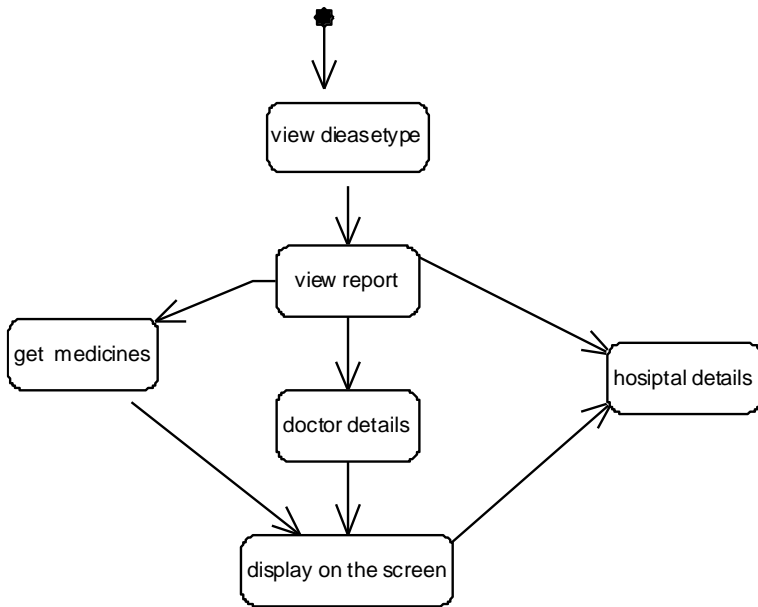 view dieasetype
view report
get medicines
hosiptal details
doctor details
display on the screen